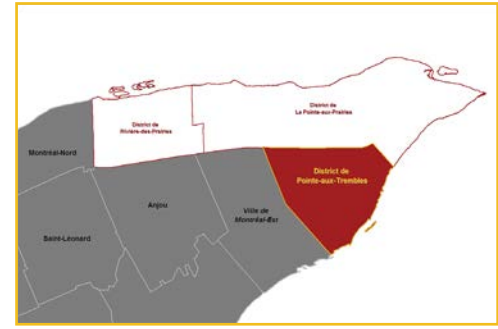 District de
La Pointe-aux-Prairies
District de
Rivière-des-Prairies
Montréal-Nord
District de
Pointe-aux-Trembles
Anjou
Ville de
Montréal-Est
Saint-Léonard